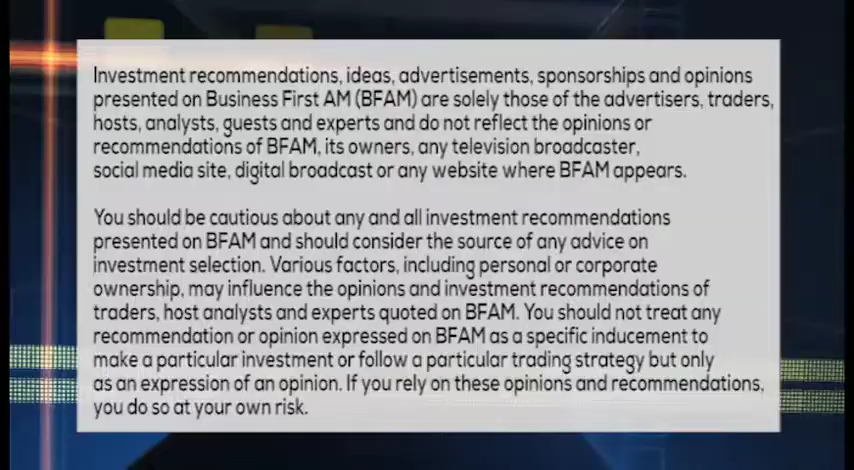 Investment recommendations, ideas, advertisements, sponsorships and opinions
presented on Business First AM (BFAM) are solely those of the advertisers, traders,
hosts, analysts, guests and experts and do not reflect the opinions or
recommendations of BFAM, its owners, any television broadcaster,
social media site, digital broadcast or any website where BFAM appears.
You should be cautious about any and all investment recommendations
presented on BFAM and should consider the source of any advice on
investment selection. Various factors, including personal or corporate
ownership, may influence the opinions and investment recommendations of
traders, host analysts and experts quoted on BFAM. You should not treat any
recommendation or opinion expressed on BFAM as a specific inducement to
make a particular investment or follow a particular trading strategy but only
as an expression of an opinion. If you rely on these opinions and recommendations,
you do so at your own risk.